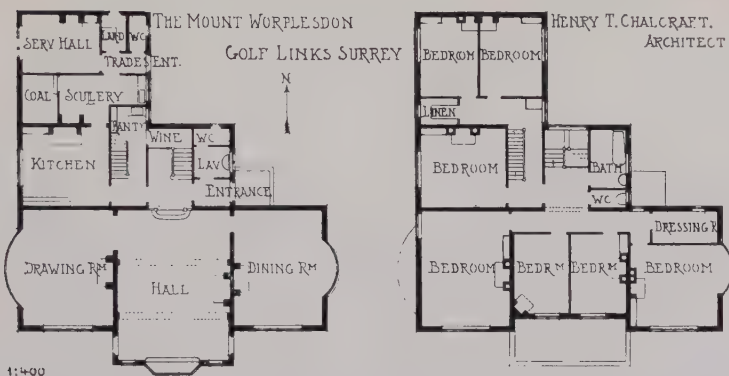 THE MOUNT WORPLESDON
GOLF LINKS SURREY
HENRY T. CHALCRAFT.
ARCHITECT
N
SERV HALL
LARD
WC
TRADES ENT.
COAL
SCULLERY
PANTY
WINE
WC
KITCHEN
LAV
ENTRANCE
DRAWING RM
HALL
DINING RM
1:400
BEDROOM
BEDROOM
LINEN
BEDROOM
BATH
WC
DRESSING R
BEDROOM
BEDRM
BEDRM
BEDROOM